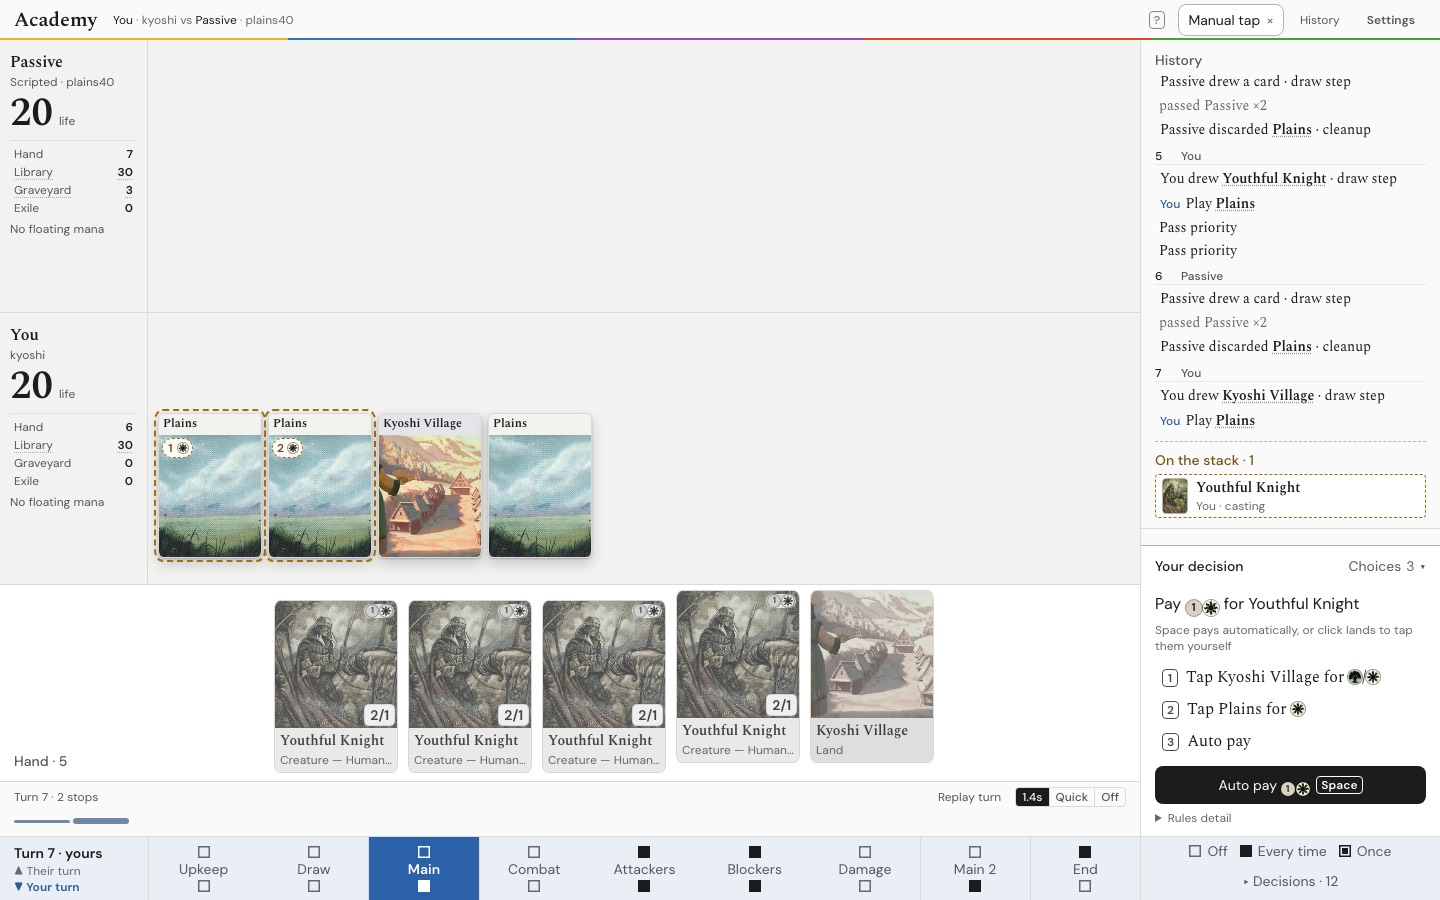 Academy
You · kyoshi vs Passive · plains40
?
Manual tap ×
History
Settings
Passive
Scripted · plains40
20 life
Hand 7
Library 30
Graveyard 3
Exile 0
No floating mana
You
kyoshi
20 life
Hand 6
Library 30
Graveyard 0
Exile 0
No floating mana
Plains
1
Plains
2
Kyoshi Village
Plains
History
Passive drew a card · draw step
passed Passive ×2
Passive discarded Plains · cleanup
5 You
You drew Youthful Knight · draw step
You Play Plains
Pass priority
Pass priority
6 Passive
Passive drew a card · draw step
passed Passive ×2
Passive discarded Plains · cleanup
7 You
You drew Kyoshi Village · draw step
You Play Plains
On the stack · 1
Youthful Knight
You · casting
Your decision
Choices 3 ▾
Pay 1 for Youthful Knight
Space pays automatically, or click lands to tap
them yourself
1 Tap Kyoshi Village for /
2 Tap Plains for
3 Auto pay
Auto pay 1 Space
▶ Rules detail
Hand · 5
1
2/1
Youthful Knight
Creature — Human...
1
2/1
Youthful Knight
Creature — Human...
1
2/1
Youthful Knight
Creature — Human...
1
2/1
Youthful Knight
Creature — Human...
Kyoshi Village
Land
Turn 7 · 2 stops
Replay turn
1.4s Quick Off
Turn 7 · yours
▲ Their turn
▼ Your turn
Upkeep
Draw
Main
Combat
Attackers
Blockers
Damage
Main 2
End
Off Every time Once
▸ Decisions · 12